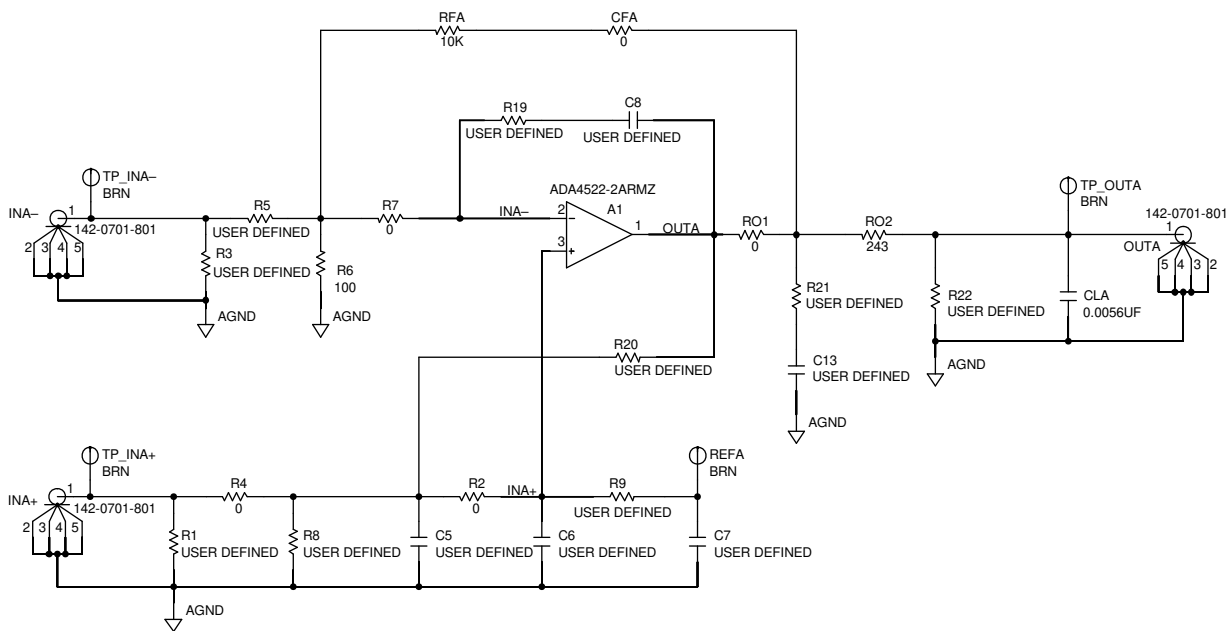 RFA
10K
CFA
0
R19
USER DEFINED
C8
USER DEFINED
TP_INA–
BRN
INA–
1
142-0701-801
2 3 4 5
R5
USER DEFINED
R3
USER DEFINED
AGND
R6
100
AGND
R7
0
INA–
ADA4522-2ARMZ
A1
2
3
1
OUTA
RO1
0
RO2
243
R21
USER DEFINED
C13
USER DEFINED
AGND
R22
USER DEFINED
AGND
CLA
0.0056UF
TP_OUTA
BRN
142-0701-801
1
OUTA
5 4 3 2
R20
USER DEFINED
TP_INA+
BRN
INA+
1
142-0701-801
2 3 4 5
R4
0
R1
USER DEFINED
R8
USER DEFINED
C5
USER DEFINED
R2
0
INA+
R9
USER DEFINED
C6
USER DEFINED
REFA
BRN
C7
USER DEFINED
AGND